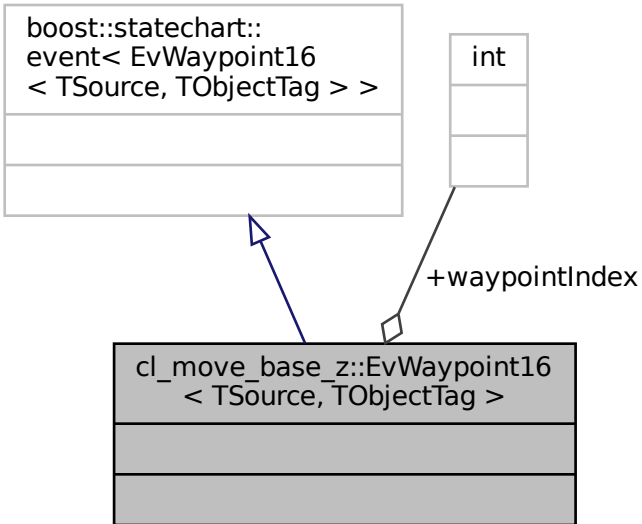 boost::statechart::
event< EvWaypoint16
< TSource, TObjectTag > >
int
+waypointIndex
cl_move_base_z::EvWaypoint16
< TSource, TObjectTag >